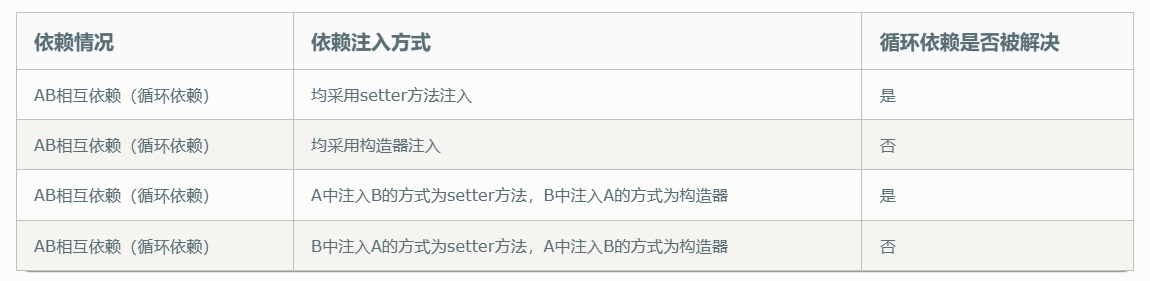 依赖情况 依赖注入方式 循环依赖是否被解决
AB相互依赖（循环依赖） 均采用setter方法注入 是
AB相互依赖（循环依赖） 均采用构造器注入 否
AB相互依赖（循环依赖） A中注入B的方式为setter方法，B中注入A的方式为构造器 是
AB相互依赖（循环依赖） B中注入A的方式为setter方法，A中注入B的方式为构造器 否